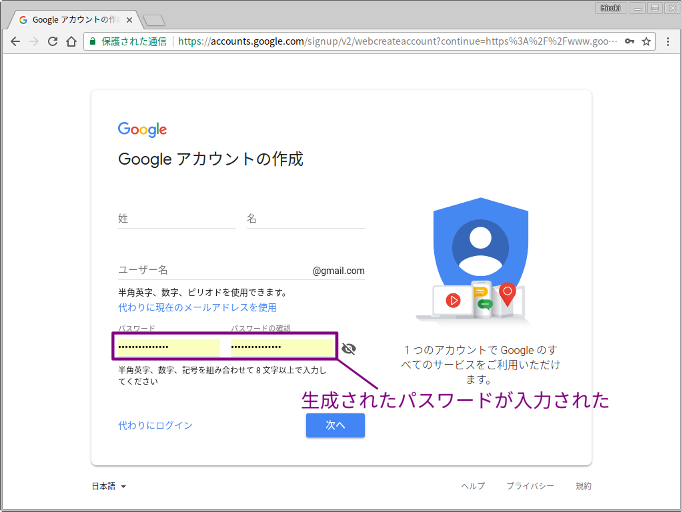 Google アカウントの作成
保護された通信
https://accounts.google.com/signup/v2/webcreateaccount?continue=https%3A%2F%2Fwww.goo…
Google
Google アカウントの作成
姓
名
ユーザー名
@gmail.com
半角英字、数字、ピリオドを使用できます。
代わりに現在のメールアドレスを使用
パスワード
パスワードの確認
半角英字、数字、記号を組み合わせて 8 文字以上で入力し
てください
1 つのアカウントで Google のす
べてのサービスをご利用いただけ
ます。
生成されたパスワードが入力された
代わりにログイン
次へ
日本語
ヘルプ
プライバシー
規約